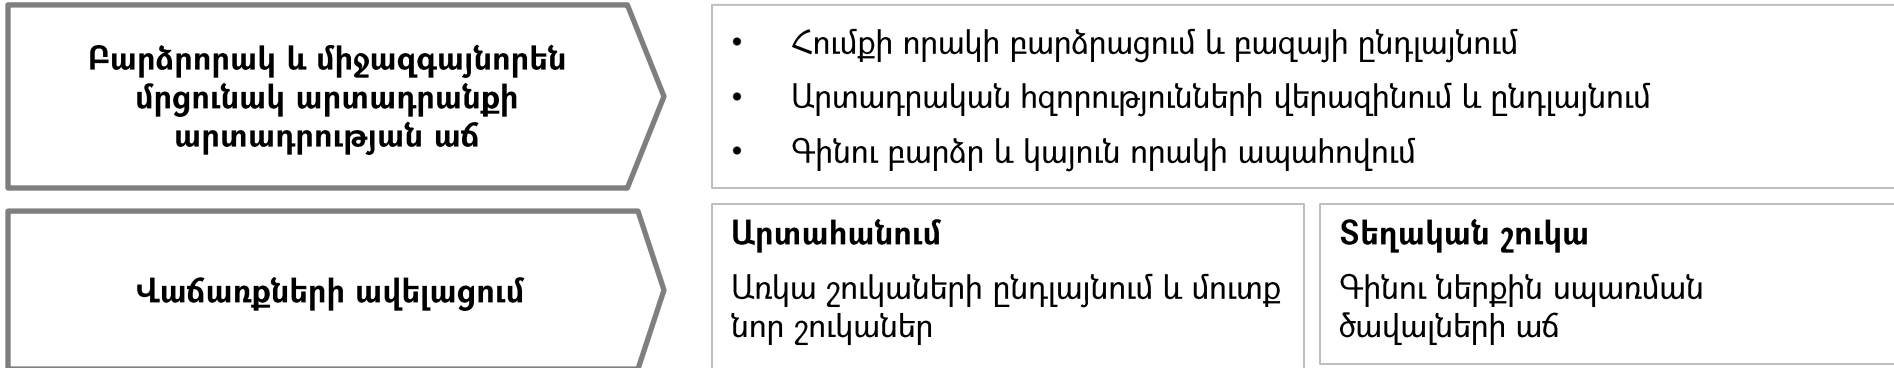 Բարձրորակ և միջազգայնորեն
մրցունակ արտադրանքի
արտադրության աճ
• Հումքի որակի բարձրացում և բազայի ընդլայնում
• Արտադրական հզորությունների վերազինում և ընդլայնում
• Գինու բարձր և կայուն որակի ապահովում
Վաճառքների ավելացում
Արտահանում
Առկա շուկաների ընդլայնում և մուտք
նոր շուկաներ
Տեղական շուկա
Գինու ներքին սպառման
ծավալների աճ